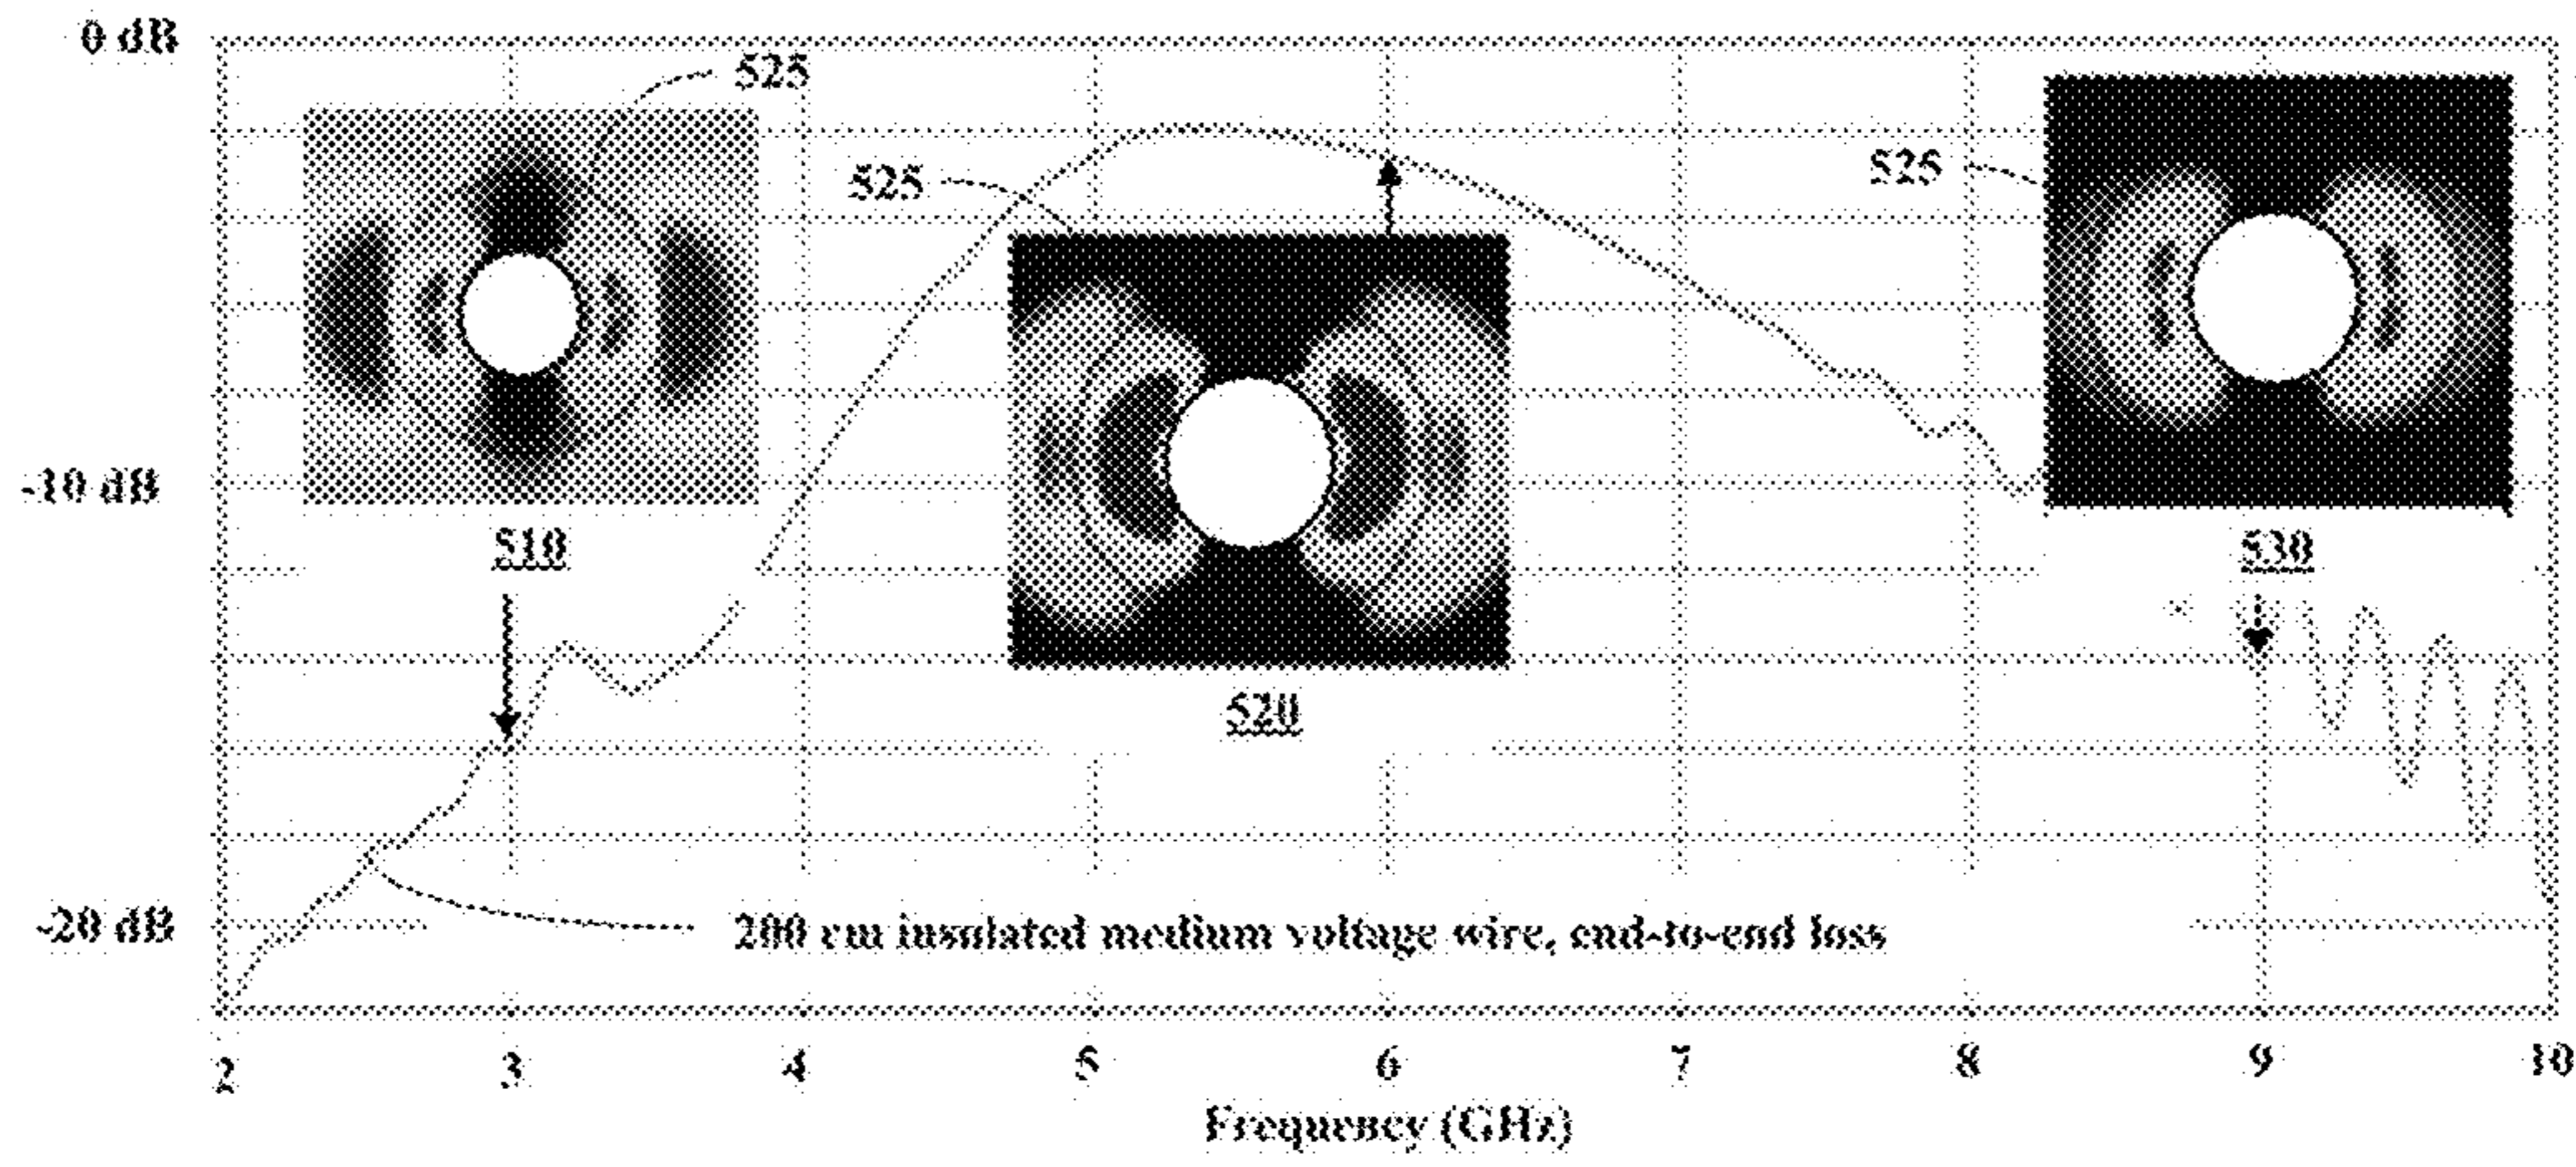 0 dB
525
525
525
-10 dB
510
530
520
-20 dB
200 cm insulated medium voltage wire, end-to-end loss
2 3 4 5 6 7 8 9 10
Frequency (GHz)